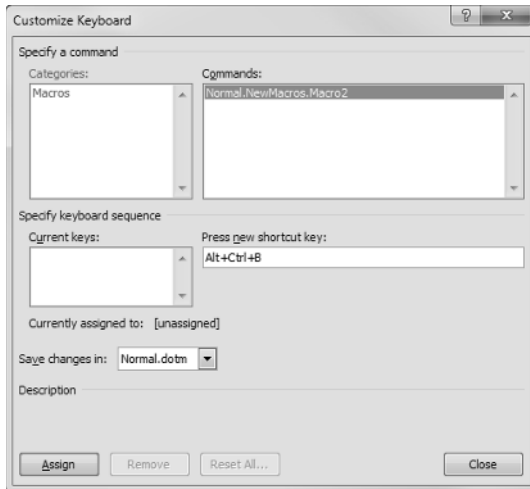 Customize Keyboard
Specify a command
Categories:
Commands:
Macros
Normal.NewMacros.Macro2
Specify keyboard sequence
Current keys:
Press new shortcut key:
Alt+Ctrl+B
Currently assigned to: [unassigned]
Save changes in: Normal.dotm
Description
Assign Remove Reset All... Close